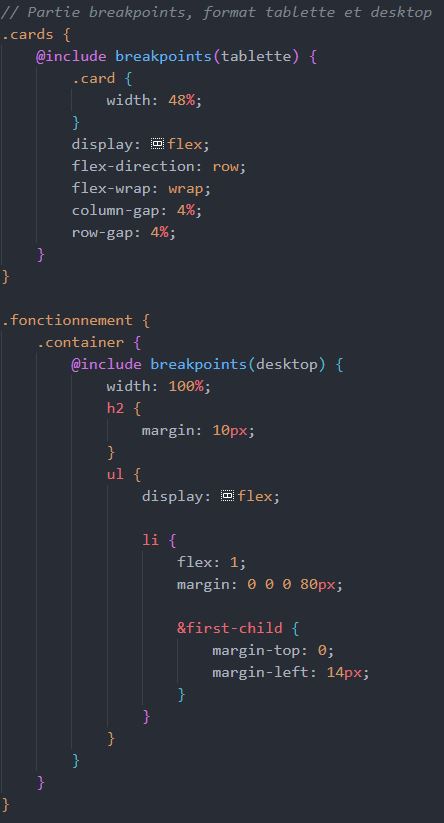 // Partie breakpoints, format tablette et desktop
.cards {
    @include breakpoints(tablette) {
        .card {
            width: 48%;
        }
        display: flex;
        flex-direction: row;
        flex-wrap: wrap;
        column-gap: 4%;
        row-gap: 4%;
    }
}

.fonctionnement {
    .container {
        @include breakpoints(desktop) {
            width: 100%;
            h2 {
                margin: 10px;
            }
            ul {
                display: flex;

                li {
                    flex: 1;
                    margin: 0 0 0 80px;

                    &first-child {
                        margin-top: 0;
                        margin-left: 14px;
                    }
                }
            }
        }
    }
}